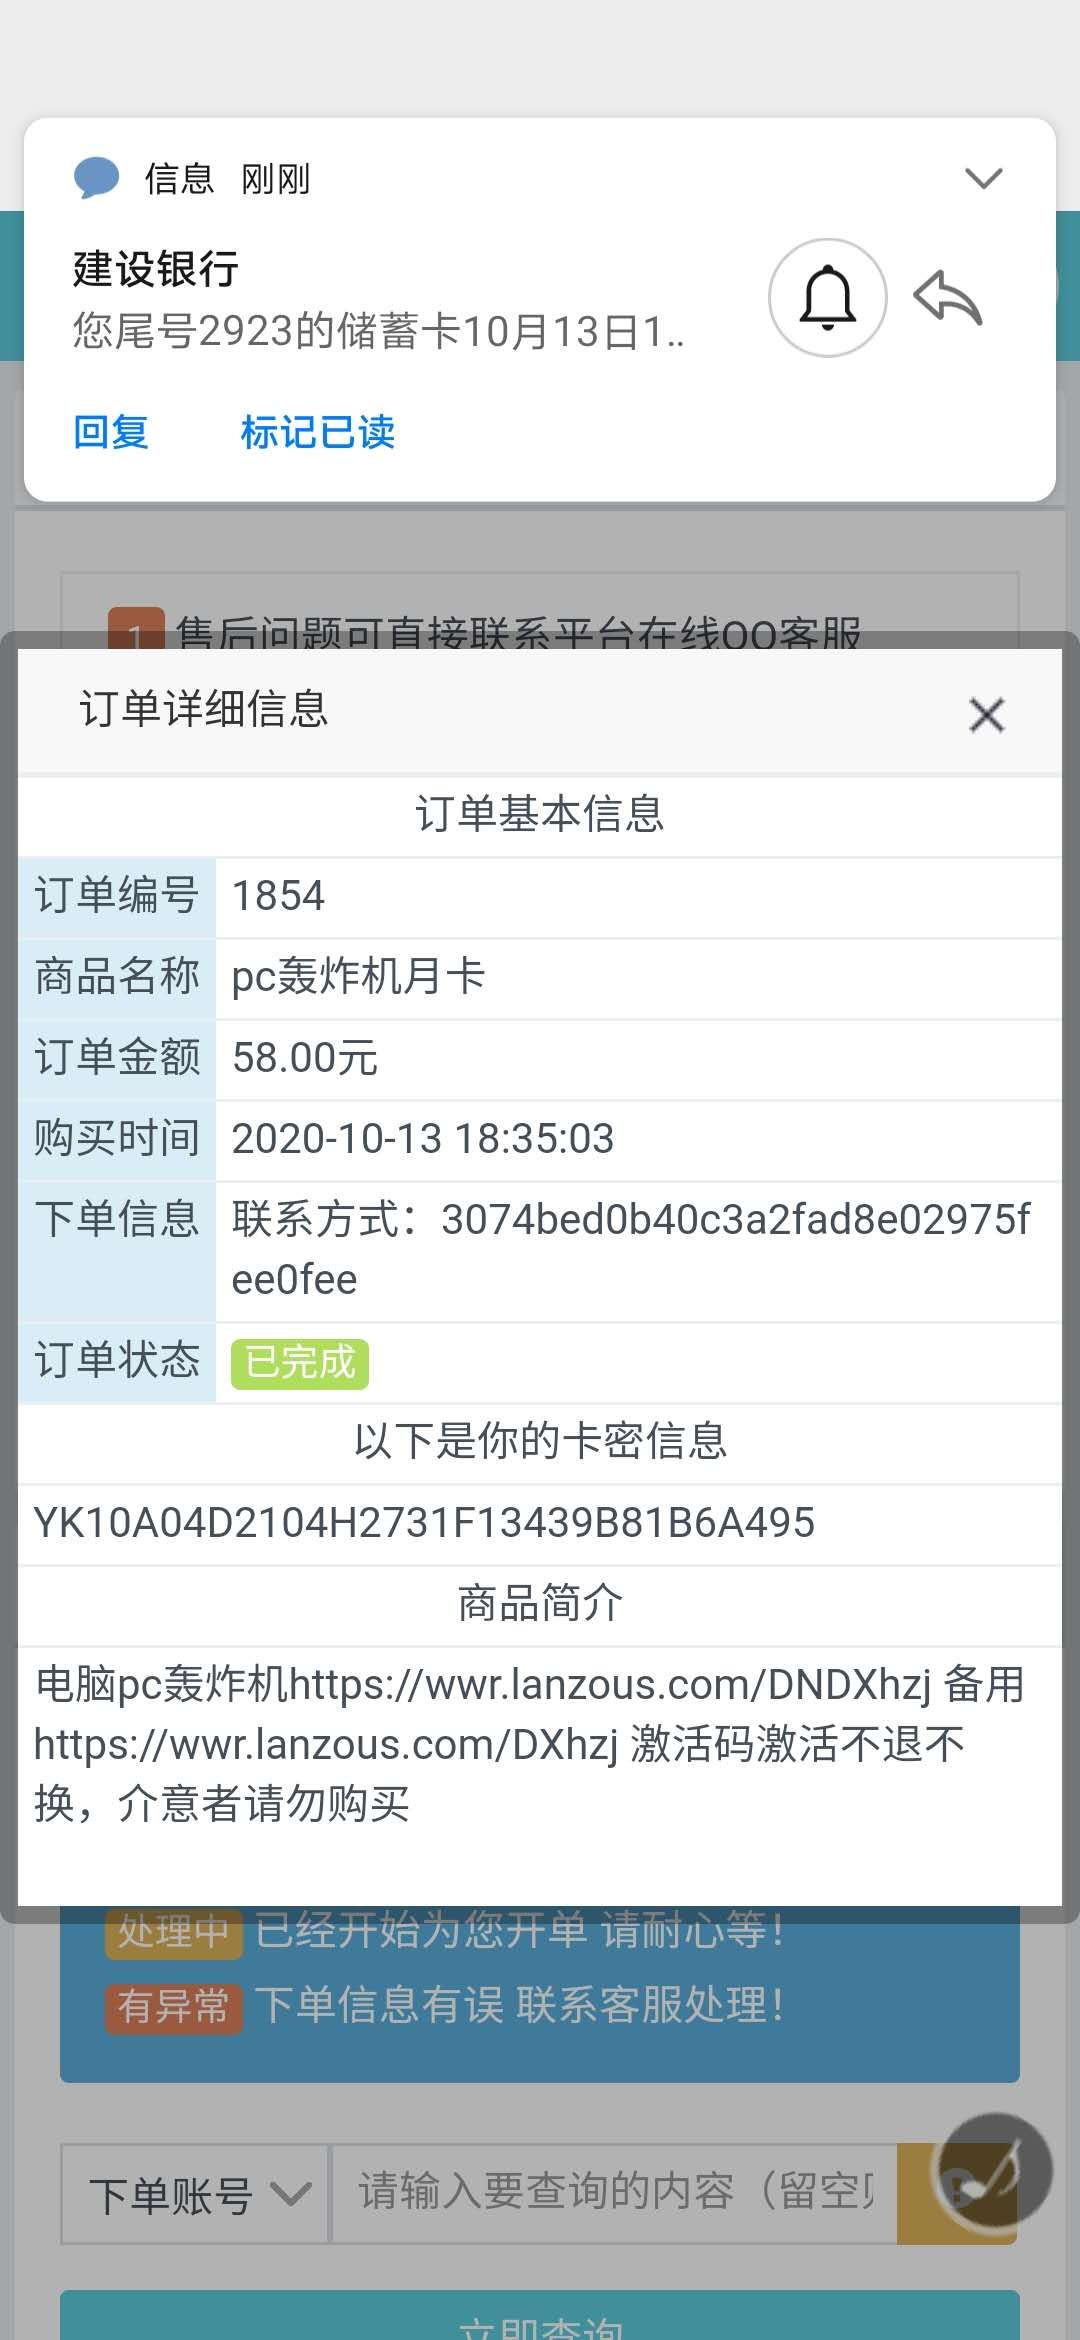 信息 刚刚
建设银行
您尾号2923的储蓄卡10月13日1..
回复 标记已读
1 售后问题可直接联系平台在线QQ客服
订单详细信息
订单基本信息
订单编号 1854
商品名称 pc轰炸机月卡
订单金额 58.00元
购买时间 2020-10-13 18:35:03
下单信息 联系方式：3074bed0b40c3a2fad8e02975f
ee0fee
订单状态 已完成
以下是你的卡密信息
YK10A04D2104H2731F13439B81B6A495
商品简介
电脑pc轰炸机https://wwr.lanzous.com/DNDXhzj 备用
https://wwr.lanzous.com/DXhzj 激活码激活不退不
换，介意者请勿购买
处理中 已经开始为您开单 请耐心等！
有异常 下单信息有误 联系客服处理！
下单账号 请输入要查询的内容（留空
立即查询